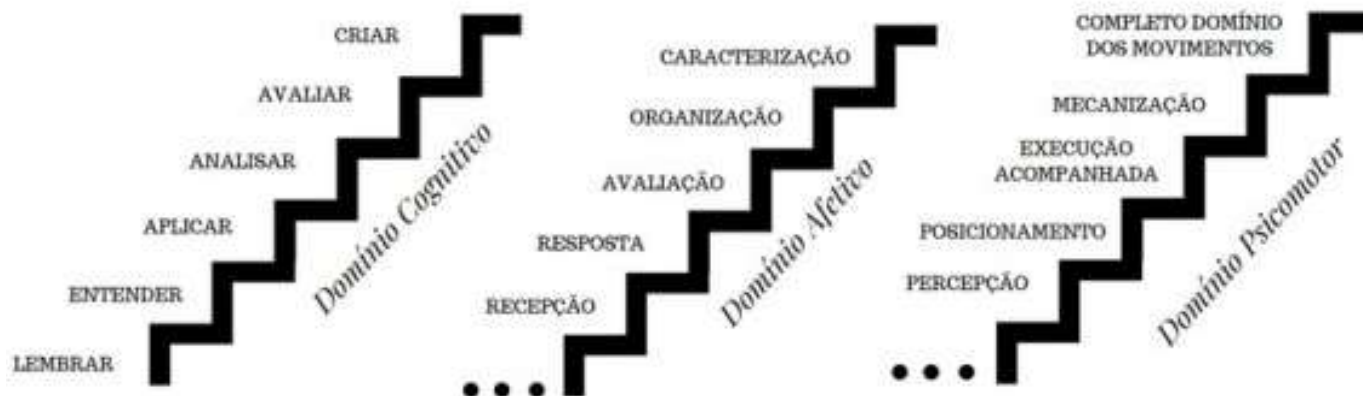 CRIAR
AVALIAR
ANALISAR
APLICAR
ENTENDER
LEMBRAR
Domínio Cognitivo
CARACTERIZAÇÃO
ORGANIZAÇÃO
AVALIAÇÃO
RESPOSTA
RECEPÇÃO
Domínio Afetivo
COMPLETO DOMÍNIO
DOS MOVIMENTOS
MECANIZAÇÃO
EXECUÇÃO
ACOMPANHADA
POSICIONAMENTO
PERCEPÇÃO
Domínio Psicomotor